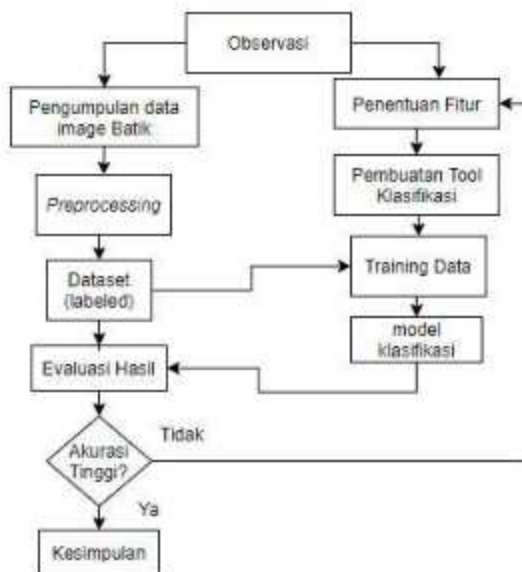 Observasi
Pengumpulan data
image Batik
Penentuan Fitur
Preprocessing
Pembuatan Tool
Klasifikasi
Dataset
(labeled)
Training Data
model
klasifikasi
Evaluasi Hasil
Akurasi
Tinggi?
Tidak
Ya
Kesimpulan